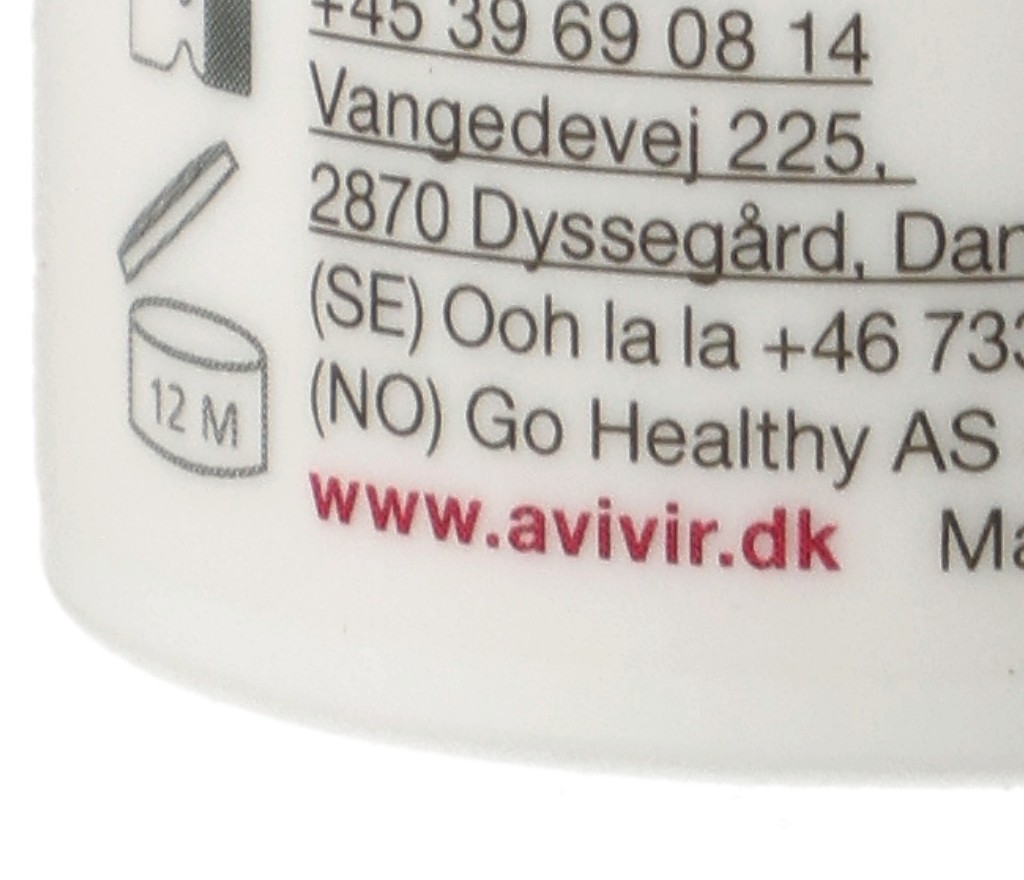 +45 39 69 08 14
Vangedevej 225,
2870 Dyssegård, Dan
(SE) Ooh la la +46 733
(NO) Go Healthy AS
12 M
www.avivir.dk Ma